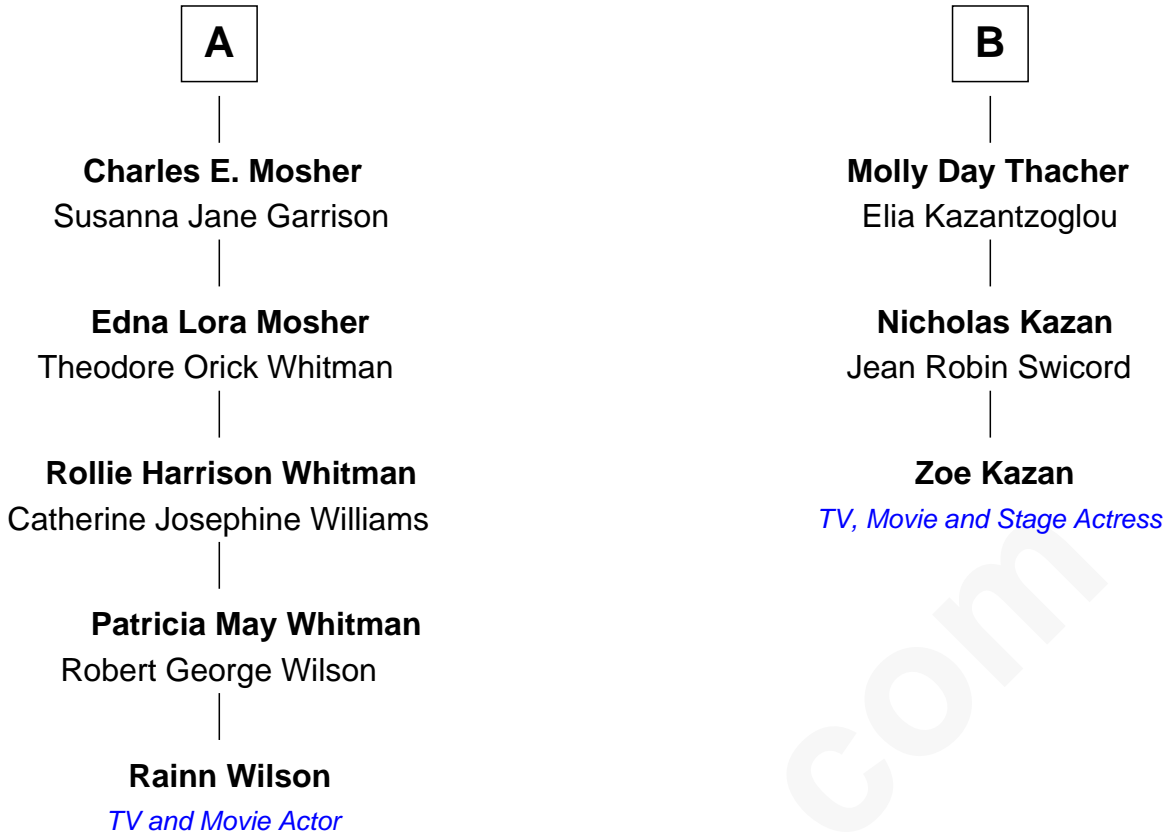 A
Charles E. Mosher
Susanna Jane Garrison
Edna Lora Mosher
Theodore Orick Whitman
Rollie Harrison Whitman
Catherine Josephine Williams
Patricia May Whitman
Robert George Wilson
Rainn Wilson
TV and Movie Actor
B
Molly Day Thacher
Elia Kazantzoglou
Nicholas Kazan
Jean Robin Swicord
Zoe Kazan
TV, Movie and Stage Actress
com